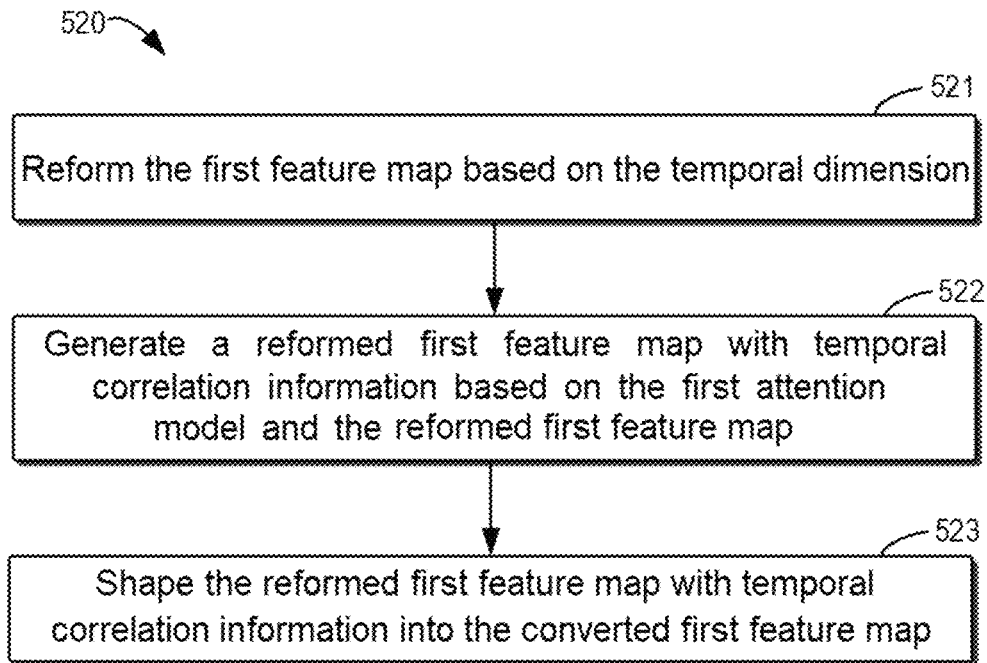 520
521
Reform the first feature map based on the temporal dimension
522
Generate a reformed first feature map with temporal
correlation information based on the first attention
model and the reformed first feature map
523
Shape the reformed first feature map with temporal
correlation information into the converted first feature map